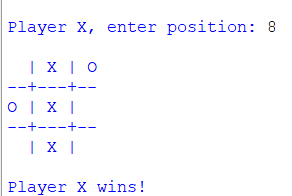 Player X, enter position: 8
  | X | O
--+---+--
O | X |
--+---+--
  | X |
Player X wins!